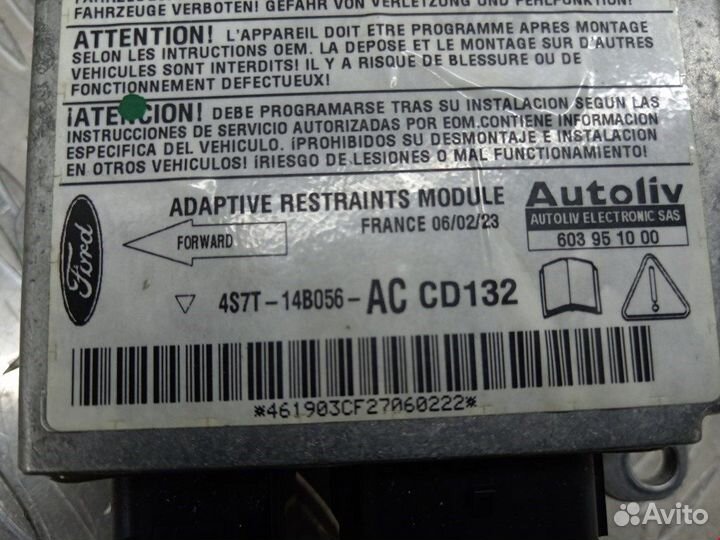 FAHRZEUGE VERBOTEN! GEFAHR VON VERLETZUNG UND FEHLFUNKTION!
ATTENTION! L'APPAREIL DOIT ETRE PROGRAMME APRES MONTAGE
SELON LES INTRUCTIONS OEM. LA DEPOSE ET LE MONTAGE SUR D'AUTRES
VEHICULES SONT INTERDITS! IL Y A RISQUE DE BLESSURE OU DE
FONCTIONNEMENT DEFECTUEUX!
¡ATENCION! DEBE PROGRAMARSE TRAS SU INSTALACION SEGUN LAS
INSTRUCCIONES DE SERVICIO AUTORIZADAS POR EOM.CONTIENE INFORMACION
ESPECIFICA DEL VEHICULO. ¡PROHIBIDOS SU DESMONTAJE E INSTALACION
EN OTROS VEHICULOS! ¡RIESGO DE LESIONES O MAL FUNCTIONAMIENTO!
ADAPTIVE RESTRAINTS MODULE
FRANCE 06/02/23
Autoliv
AUTOLIV ELECTRONIC SAS
603 95 10 00
Ford
FORWARD
4S7T-14B056-AC CD132
*461903CF27060222*
Avito